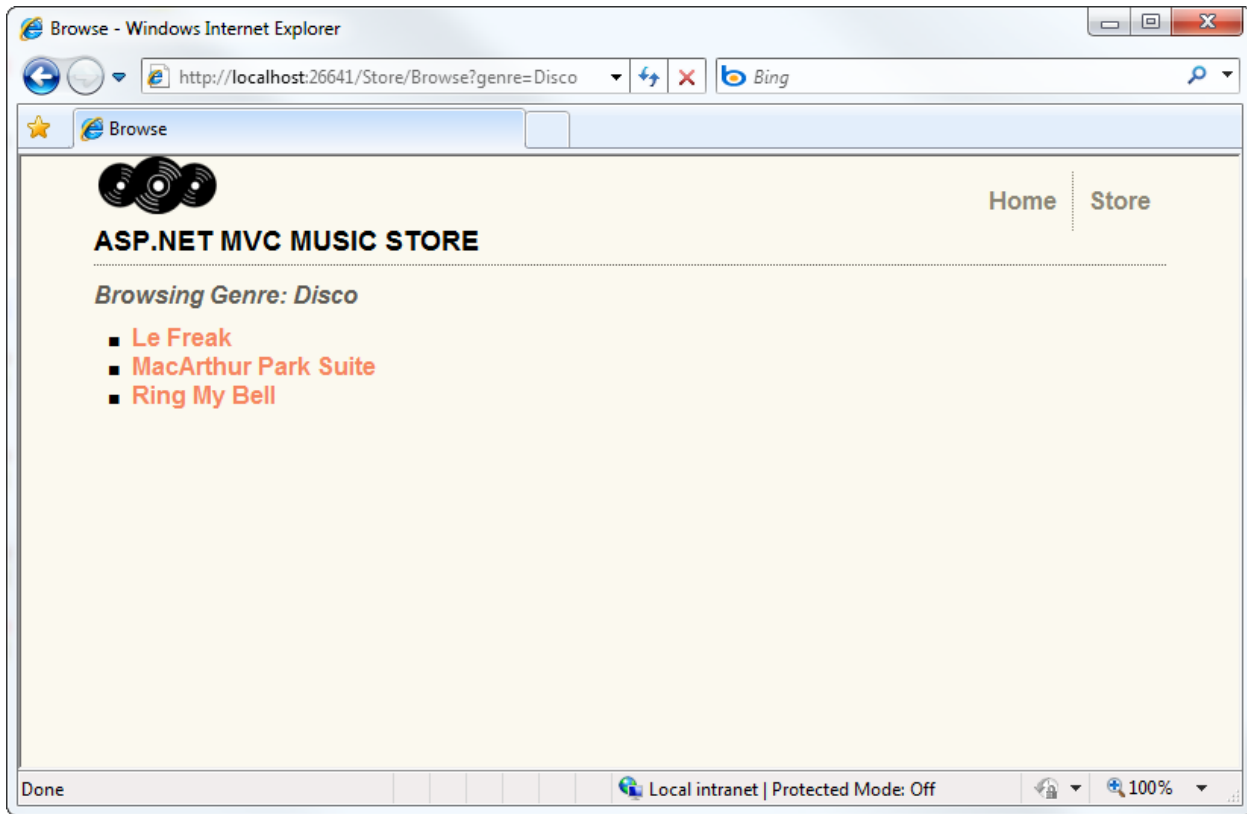 Browse - Windows Internet Explorer
http://localhost:26641/Store/Browse?genre=Disco
Bing
Browse
Home
Store
ASP.NET MVC MUSIC STORE
Browsing Genre: Disco
Le Freak
MacArthur Park Suite
Ring My Bell
Done
Local intranet | Protected Mode: Off
100%